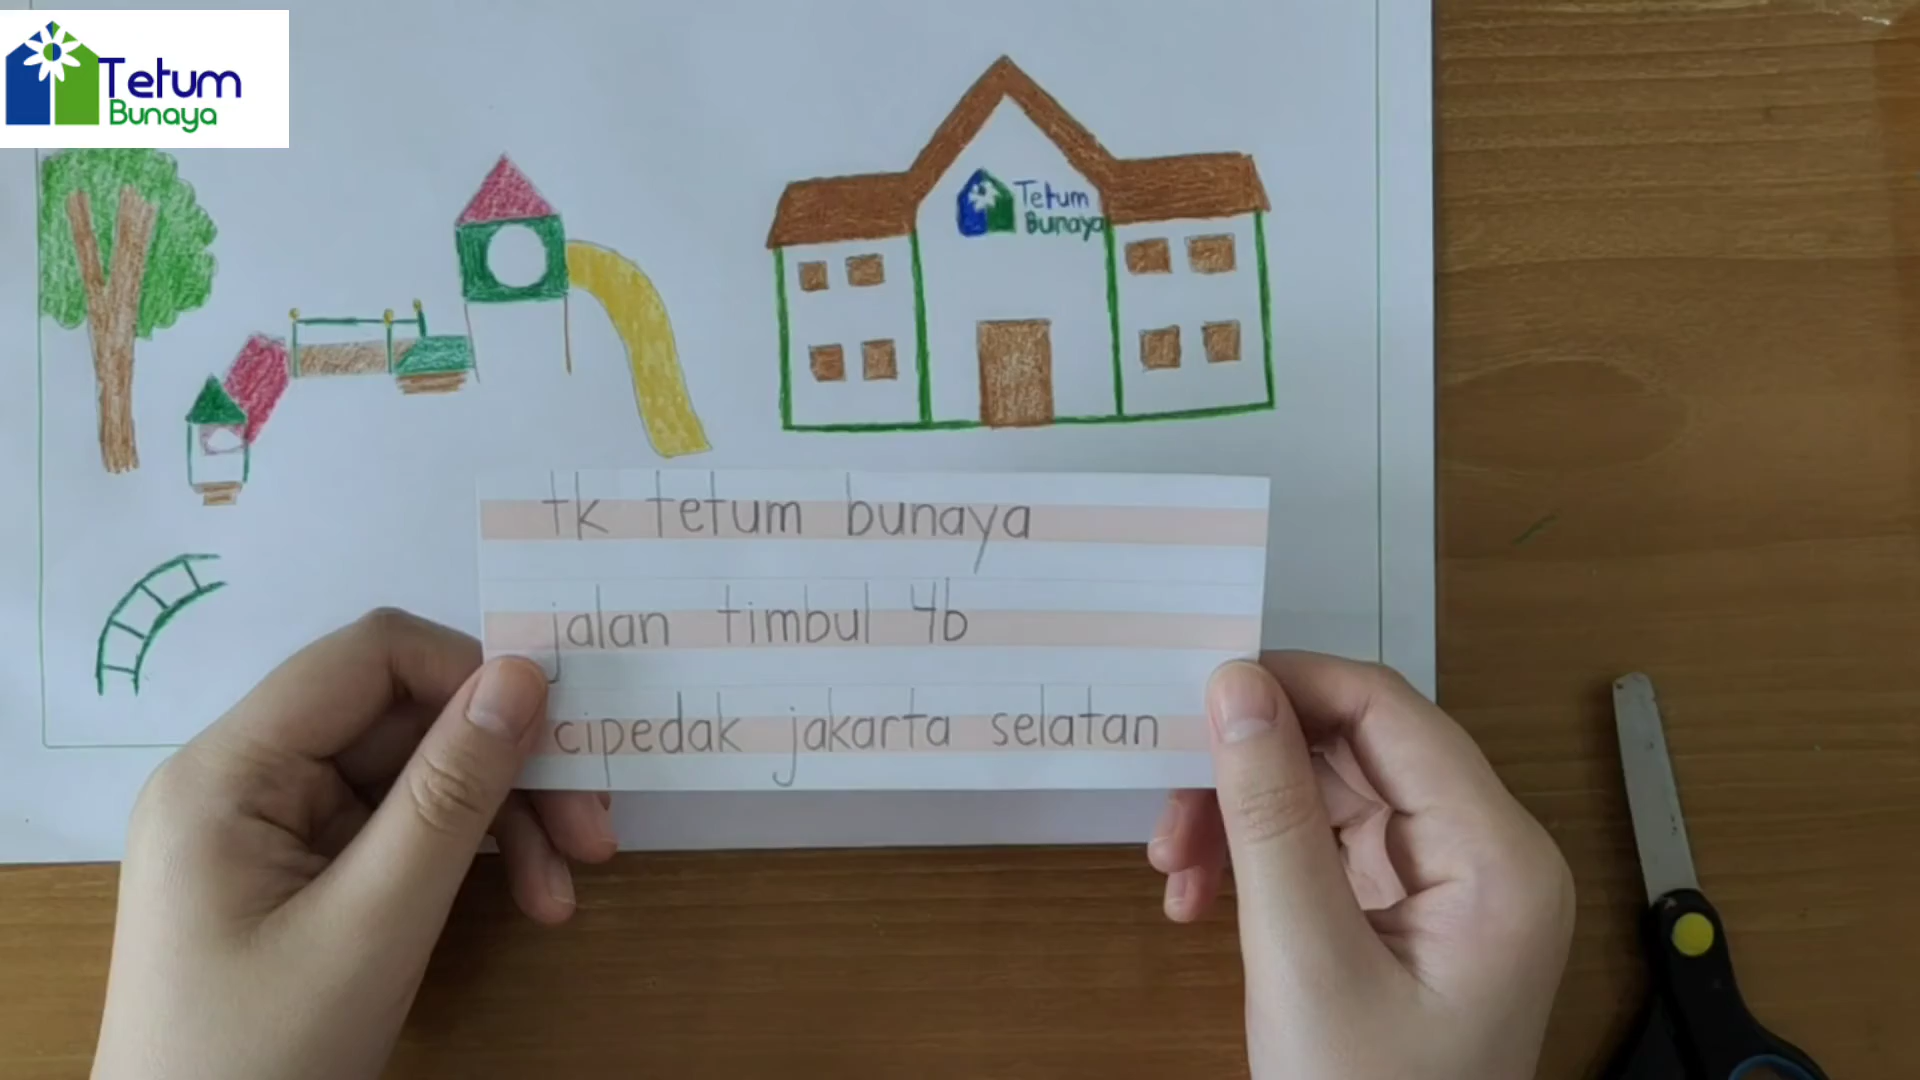 Tetum
Bunaya
Tetum
Bunaya
tk tetum bunaya
jalan timbul 4b
cipedak jakarta selatan